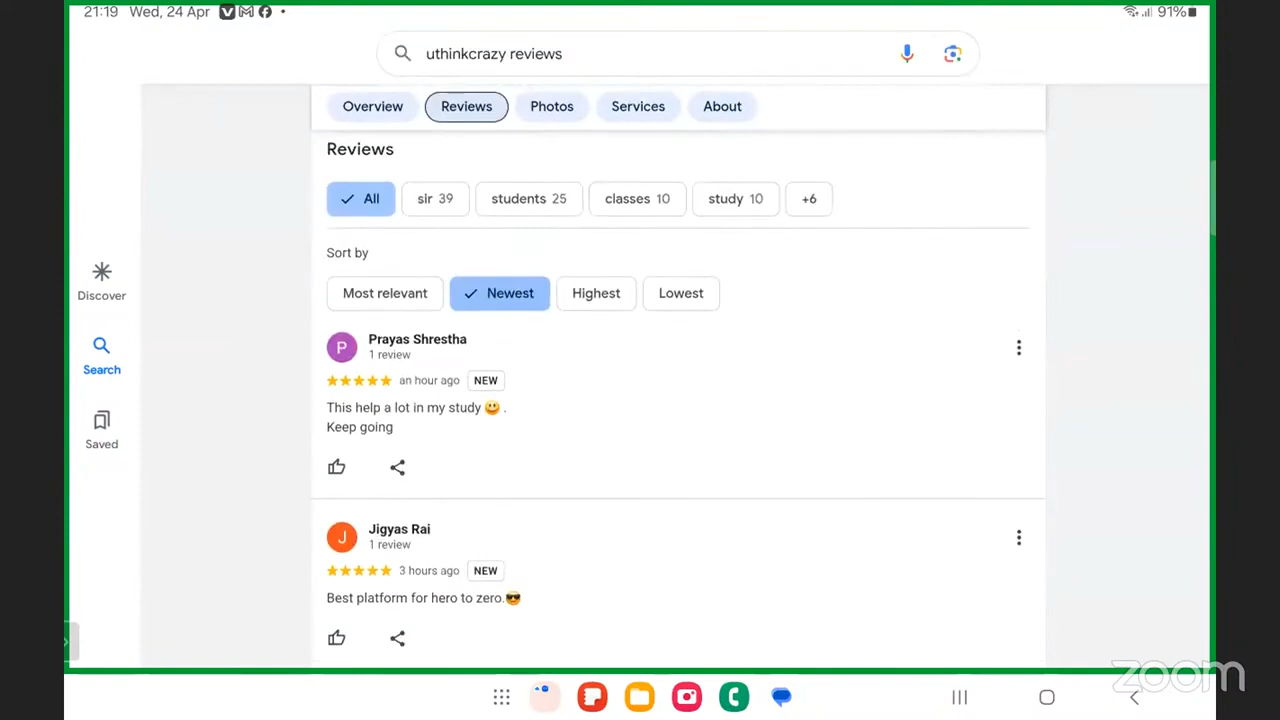 21:19 Wed, 24 Apr
91%
uthinkcrazy reviews
Overview
Reviews
Photos
Services
About
Reviews
All
sir 39
students 25
classes 10
study 10
+6
Sort by
Most relevant
Newest
Highest
Lowest
Discover
Search
Saved
P
Prayas Shrestha
1 review
an hour ago NEW
This help a lot in my study 😃 .
Keep going
J
Jigyas Rai
1 review
3 hours ago NEW
Best platform for hero to zero.😎
zoom